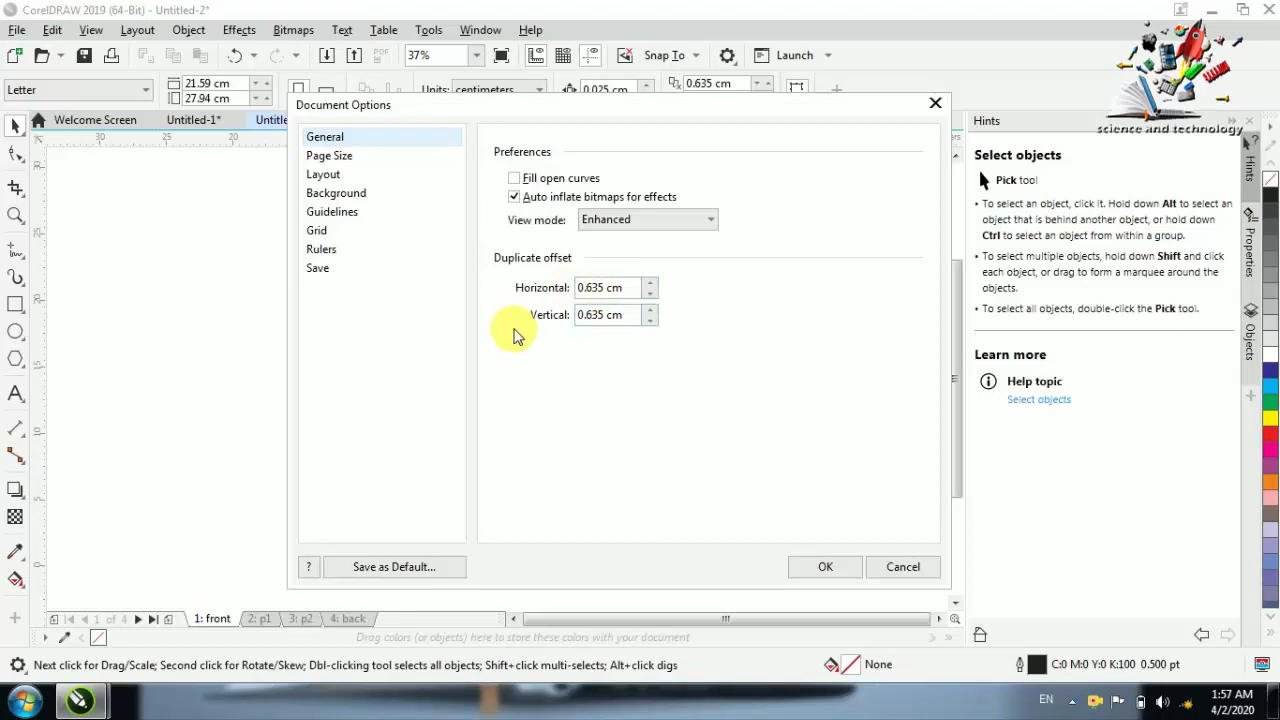 CorelDRAW 2019 (64-Bit) - Untitled-2*
File Edit View Layout Object Effects Bitmaps Text Table Tools Window Help
PDF 37% Snap To Launch
Letter 21.59 cm 27.94 cm Units: centimeters 0.025 cm 0.635 cm
science and technology
Welcome Screen Untitled-1*
30 25 20
Document Options
General
Page Size
Layout
Background
Guidelines
Grid
Rulers
Save
Preferences
Fill open curves
Auto inflate bitmaps for effects
View mode: Enhanced
Duplicate offset
Horizontal: 0.635 cm
Vertical: 0.635 cm
? Save as Default... OK Cancel
Hints
Select objects
Pick tool
• To select an object, click it. Hold down Alt to select an
object that is behind another object, or hold down
Ctrl to select an object from within a group.
• To select multiple objects, hold down Shift and click
each object, or drag to form a marquee around the
objects.
• To select all objects, double-click the Pick tool.
Learn more
Help topic
Select objects
Hints
Properties
Objects
1 of 4 1: front 2: p1 3: p2 4: back
Drag colors (or objects) here to store these colors with your document
Next click for Drag/Scale; Second click for Rotate/Skew; Dbl-clicking tool selects all objects; Shift+click multi-selects; Alt+click digs
None C:0 M:0 Y:0 K:100 0.500 pt
EN 1:57 AM
4/2/2020